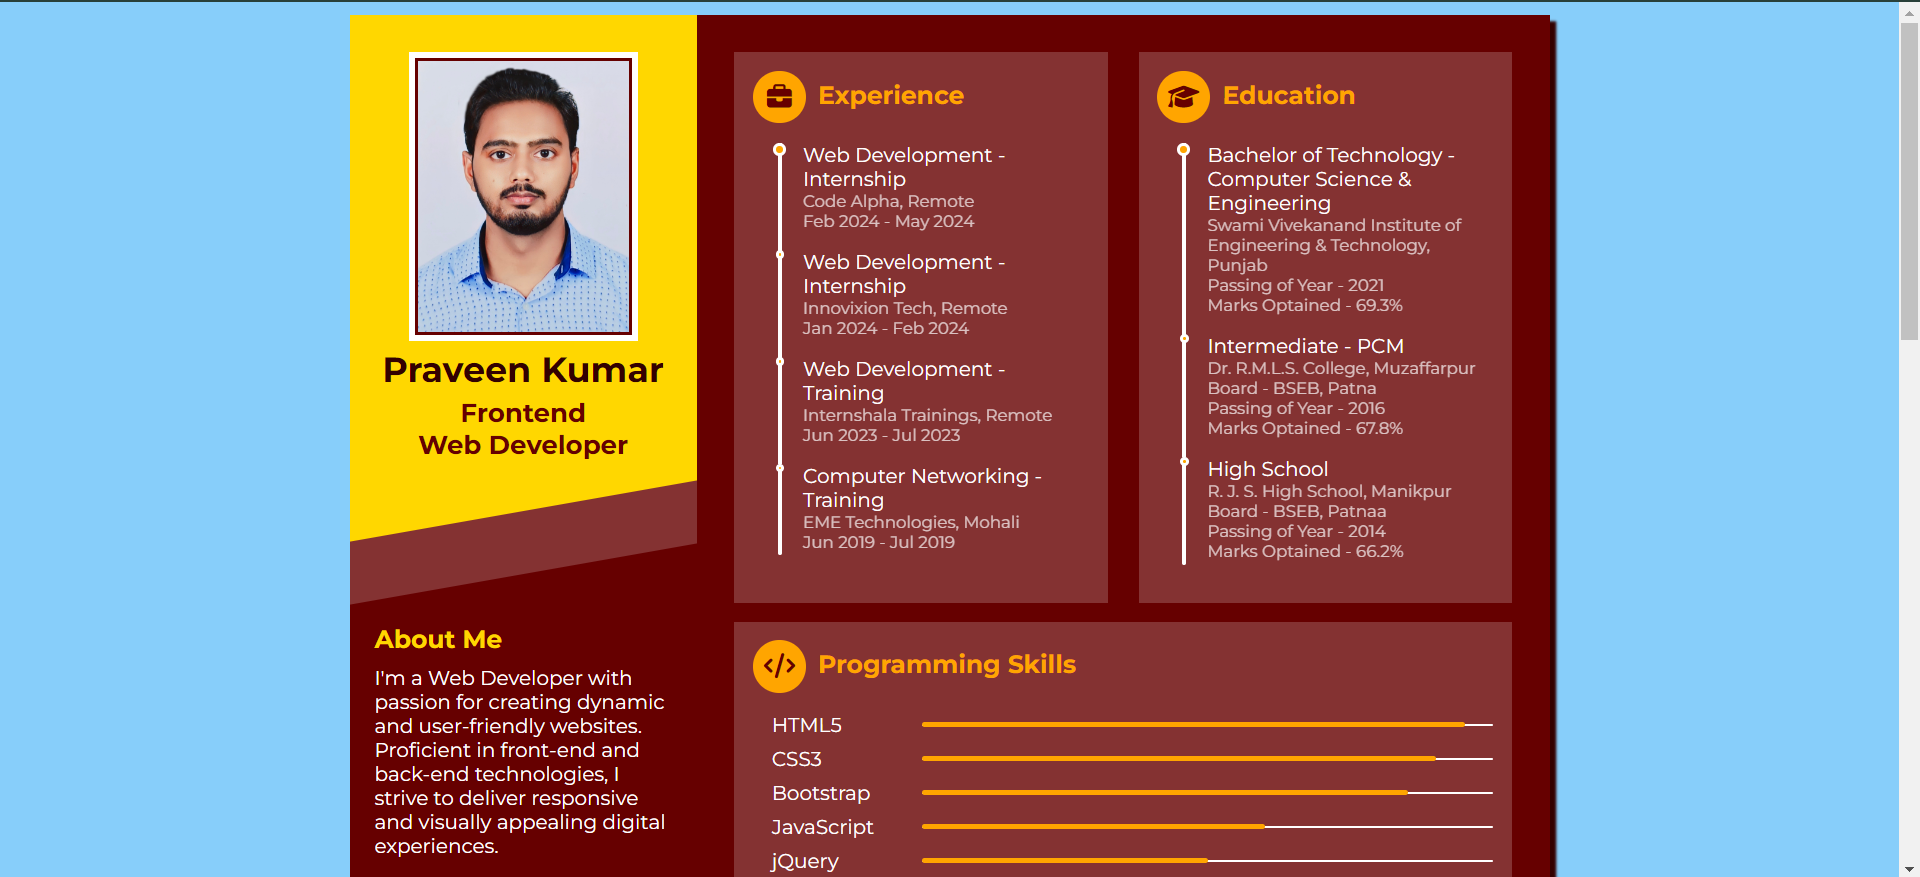 Praveen Kumar
Frontend
Web Developer
About Me
I'm a Web Developer with
passion for creating dynamic
and user-friendly websites.
Proficient in front-end and
back-end technologies, I
strive to deliver responsive
and visually appealing digital
experiences.
Experience
Web Development -
Internship
Code Alpha, Remote
Feb 2024 - May 2024
Web Development -
Internship
Innovixion Tech, Remote
Jan 2024 - Feb 2024
Web Development -
Training
Internshala Trainings, Remote
Jun 2023 - Jul 2023
Computer Networking -
Training
EME Technologies, Mohali
Jun 2019 - Jul 2019
Education
Bachelor of Technology -
Computer Science &
Engineering
Swami Vivekanand Institute of
Engineering & Technology,
Punjab
Passing of Year - 2021
Marks Optained - 69.3%
Intermediate - PCM
Dr. R.M.L.S. College, Muzaffarpur
Board - BSEB, Patna
Passing of Year - 2016
Marks Optained - 67.8%
High School
R. J. S. High School, Manikpur
Board - BSEB, Patnaa
Passing of Year - 2014
Marks Optained - 66.2%
Programming Skills
HTML5
CSS3
Bootstrap
JavaScript
jQuery